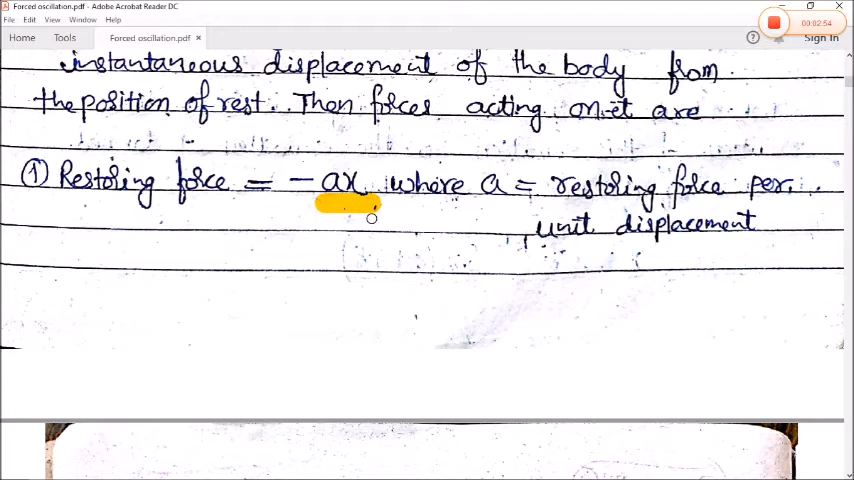 Forced oscillation.pdf - Adobe Acrobat Reader DC
File Edit View Window Help
00:02:54
Home Tools Forced oscillation.pdf × Sign In
instantaneous displacement of the body from
the position of rest. Then forces acting on it are
① Restoring force = - ax where a = restoring force per
unit displacement